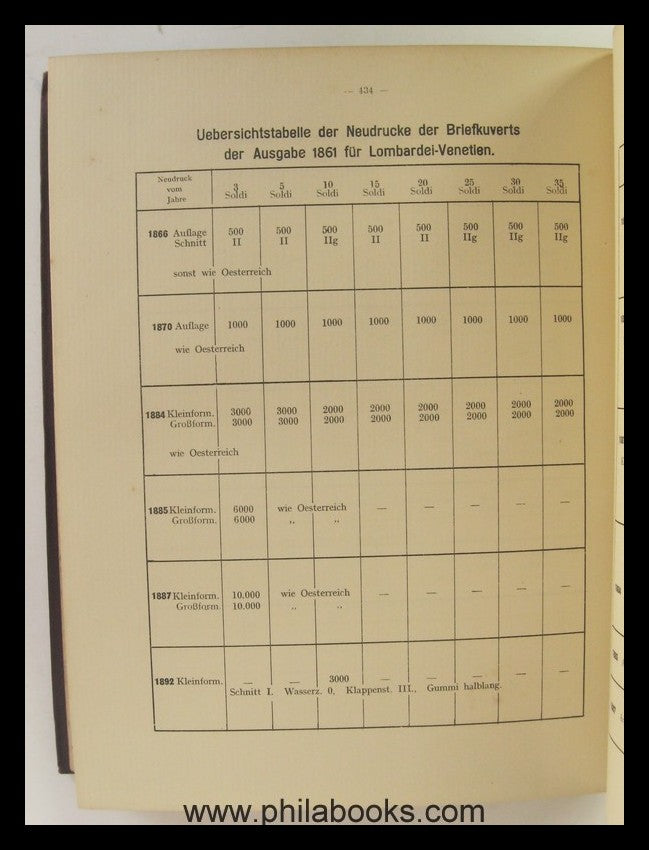 — 434 —
Uebersichtstabelle der Neudrucke der Briefkuverts
der Ausgabe 1861 für Lombardei-Venetien.
Neudruck vom Jahre 3 Soldi 5 Soldi 10 Soldi 15 Soldi 20 Soldi 25 Soldi 30 Soldi 35 Soldi
1866 Auflage 500 500 500 500 500 500 500 500
Schnitt II II IIg II II IIg IIg IIg
sonst wie Oesterreich
1870 Auflage 1000 1000 1000 1000 1000 1000 1000 1000
wie Oesterreich
1884 Kleinform. 3000 3000 2000 2000 2000 2000 2000 2000
Großform. 3000 3000 2000 2000 2000 2000 2000 2000
wie Oesterreich
1885 Kleinform. 6000 wie Oesterreich — — — — —
Großform. 6000 „ „
1887 Kleinform. 10.000 wie Oesterreich — — — — —
Großform. 10.000 „ „
1892 Kleinform. — — 3000 — — — — —
Schnitt I. Wasserz. 0, Klappenst. III., Gummi halblang.
www.philabooks.com